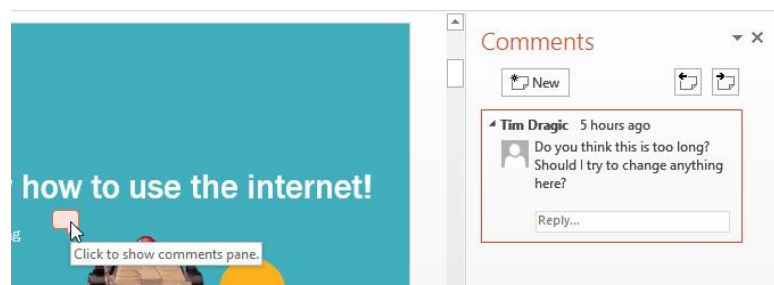 how to use the internet!
Click to show comments pane.
Comments
New
Tim Dragic 5 hours ago
Do you think this is too long?
Should I try to change anything
here?
Reply...